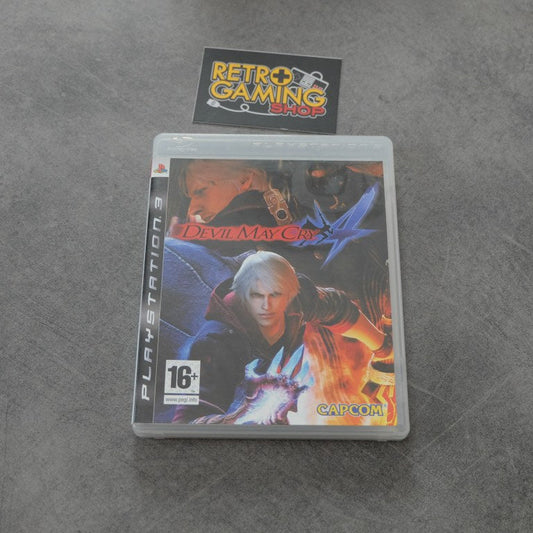 RETRO
GAMING
SHOP
PLAYSTATION 3
PLAYSTATION 3
DEVIL MAY CRY 4
16+
www.pegi.info
CAPCOM